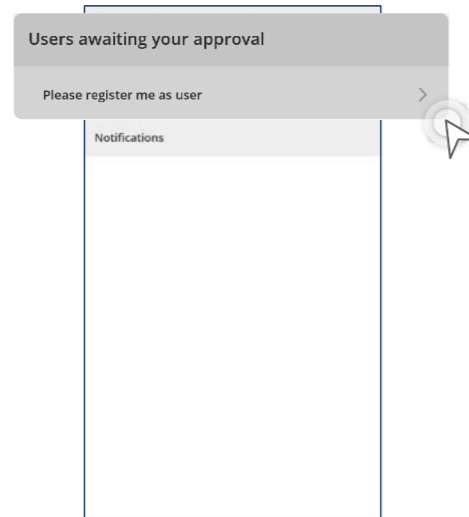 Users awaiting your approval
Please register me as user
Notifications